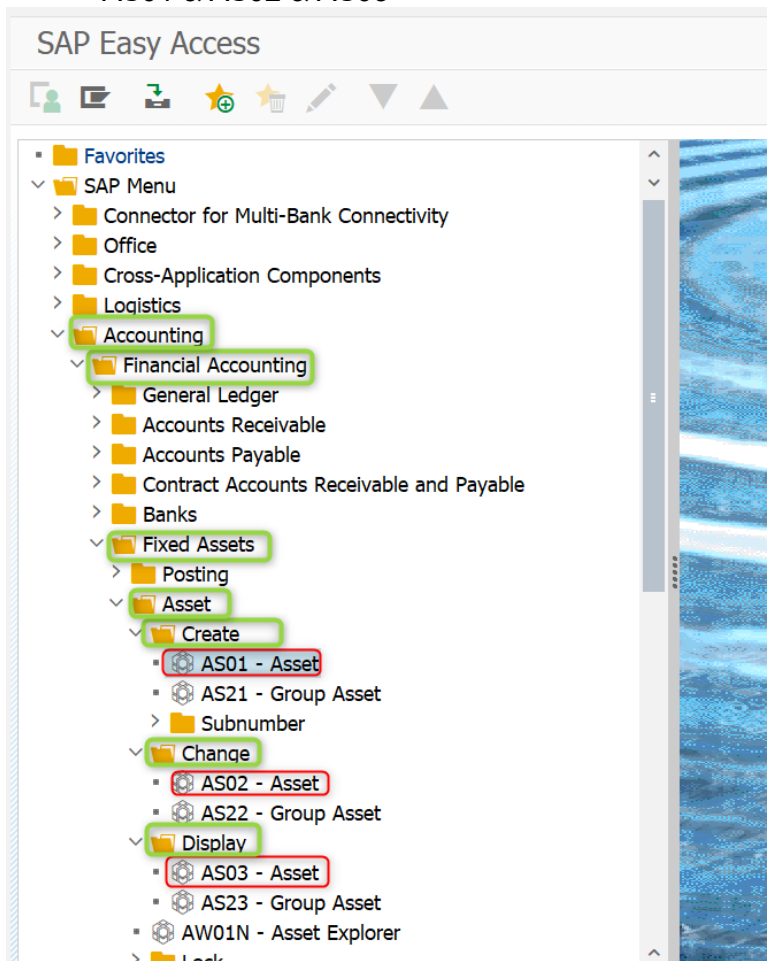 SAP Easy Access
Favorites
SAP Menu
Connector for Multi-Bank Connectivity
Office
Cross-Application Components
Logistics
Accounting
Financial Accounting
General Ledger
Accounts Receivable
Accounts Payable
Contract Accounts Receivable and Payable
Banks
Fixed Assets
Posting
Asset
Create
AS01 - Asset
AS21 - Group Asset
Subnumber
Change
AS02 - Asset
AS22 - Group Asset
Display
AS03 - Asset
AS23 - Group Asset
AW01N - Asset Explorer
Lock